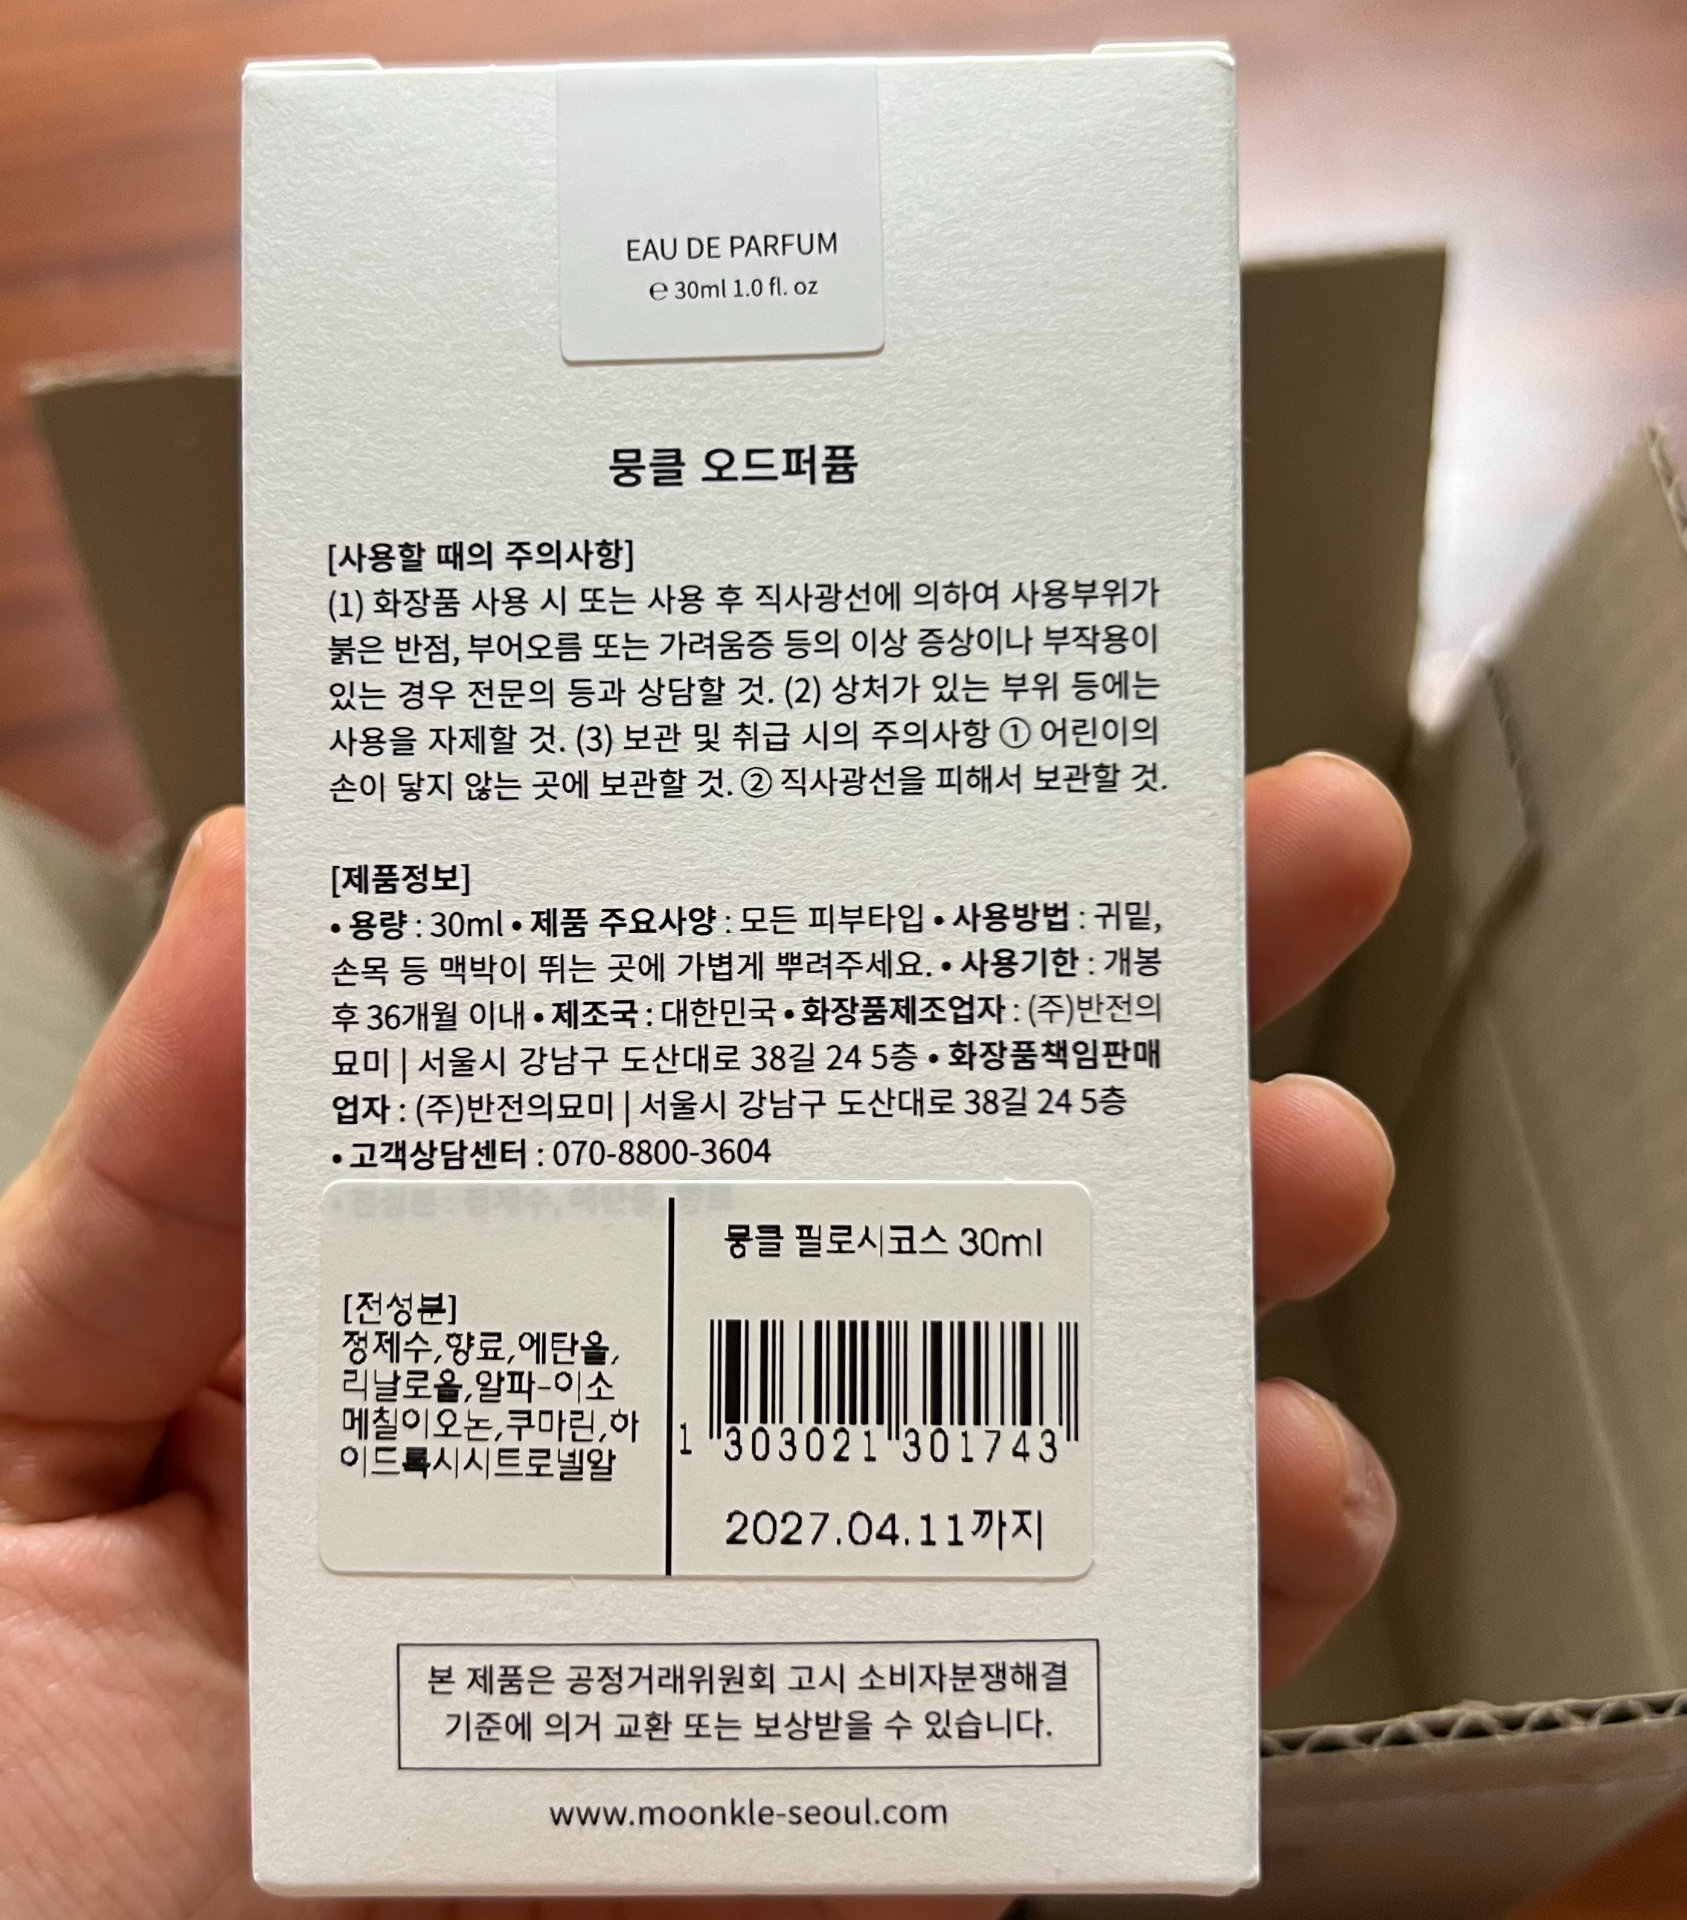 EAU DE PARFUM
℮ 30ml 1.0 fl. oz
뭉클 오드퍼퓸
[사용할 때의 주의사항]
(1) 화장품 사용 시 또는 사용 후 직사광선에 의하여 사용부위가
붉은 반점, 부어오름 또는 가려움증 등의 이상 증상이나 부작용이
있는 경우 전문의 등과 상담할 것. (2) 상처가 있는 부위 등에는
사용을 자제할 것. (3) 보관 및 취급 시의 주의사항 ① 어린이의
손이 닿지 않는 곳에 보관할 것. ② 직사광선을 피해서 보관할 것.
[제품정보]
• 용량 : 30ml • 제품 주요사양 : 모든 피부타입 • 사용방법 : 귀밑,
손목 등 맥박이 뛰는 곳에 가볍게 뿌려주세요. • 사용기한 : 개봉
후 36개월 이내 • 제조국 : 대한민국 • 화장품제조업자 : (주)반전의
묘미 | 서울시 강남구 도산대로 38길 24 5층 • 화장품책임판매
업자 : (주)반전의묘미 | 서울시 강남구 도산대로 38길 24 5층
• 고객상담센터 : 070-8800-3604
• 전성분 : 정제수, 에탄올, 향료
[전성분]
정제수,향료,에탄올,
리날로올,알파-이소
메칠이오논,쿠마린,하
이드록시시트로넬알
뭉클 필로시코스 30ml
1 303021 301743
2027.04.11까지
본 제품은 공정거래위원회 고시 소비자분쟁해결
기준에 의거 교환 또는 보상받을 수 있습니다.
www.moonkle-seoul.com